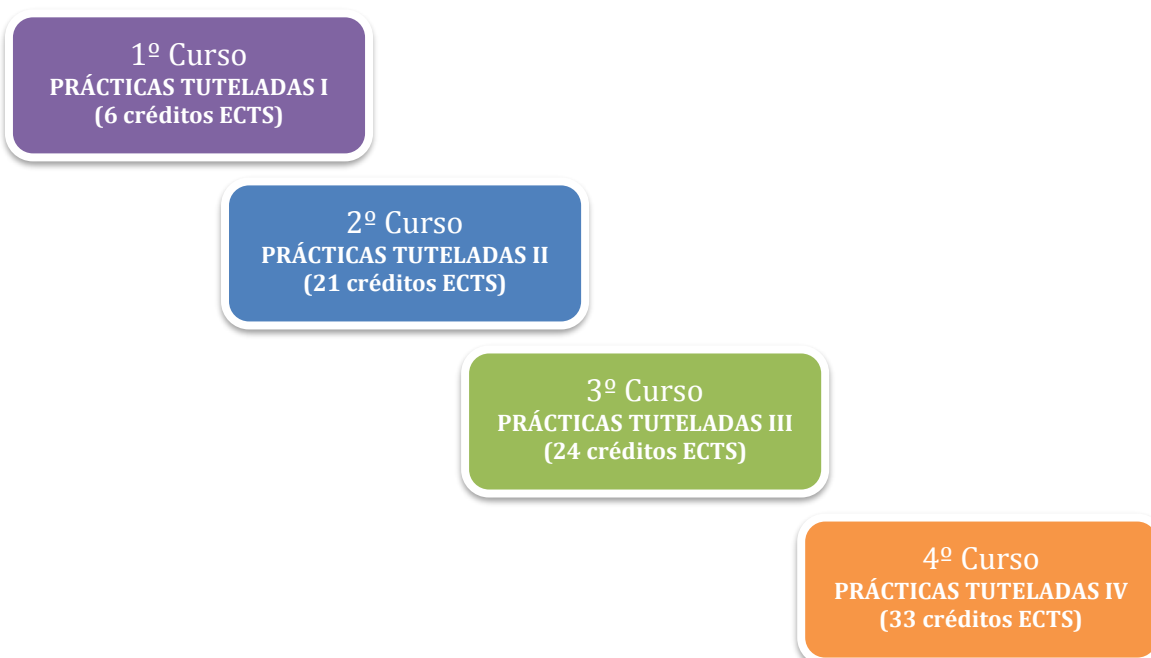 1º Curso
PRÁCTICAS TUTELADAS I
(6 créditos ECTS)
2º Curso
PRÁCTICAS TUTELADAS II
(21 créditos ECTS)
3º Curso
PRÁCTICAS TUTELADAS III
(24 créditos ECTS)
4º Curso
PRÁCTICAS TUTELADAS IV
(33 créditos ECTS)